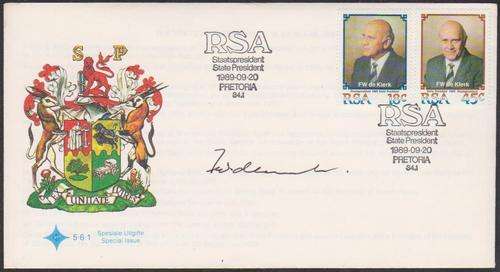 S P
RSA
Staatspresident
State President
1989-09-20
PRETORIA
84.1
FW de Klerk
RSA 18c
FW de Klerk
RSA 45c
RSA
Staatspresident
State President
1989-09-20
PRETORIA
84.1
UNITATE VIRES
5 6 1
Spesiale Uitgifte
Special Issue